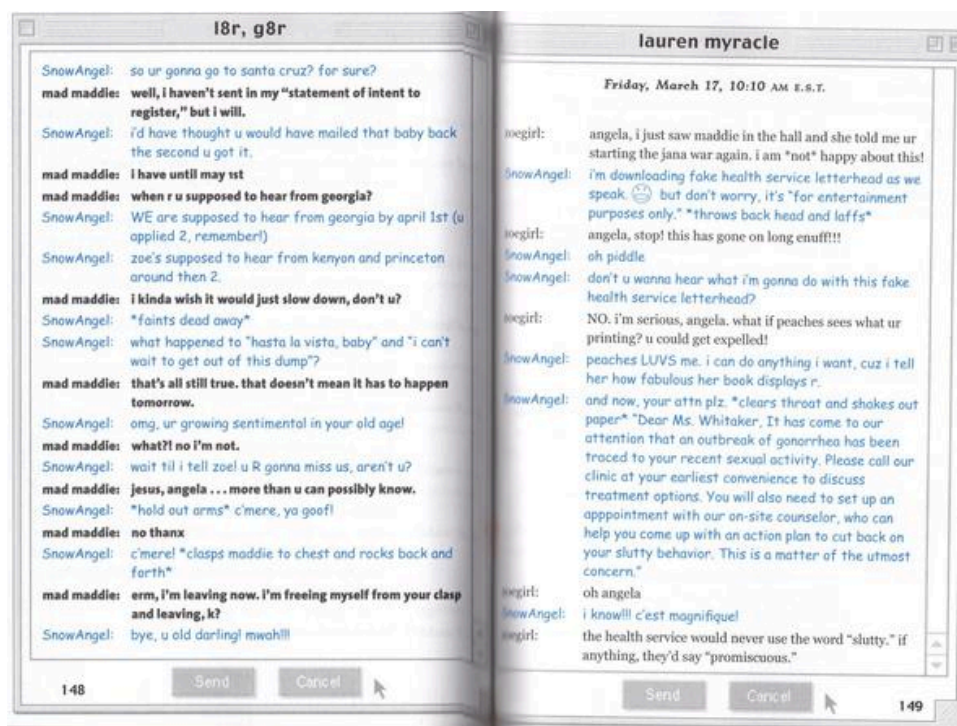 l8r, g8r
SnowAngel: so ur gonna go to santa cruz? for sure?
mad maddie: well, i haven't sent in my "statement of intent to
register," but i will.
SnowAngel: i'd have thought u would have mailed that baby back
the second u got it.
mad maddie: i have until may 1st
mad maddie: when r u supposed to hear from georgia?
SnowAngel: WE are supposed to hear from georgia by april 1st (u
applied 2, remember!)
SnowAngel: zoe's supposed to hear from kenyon and princeton
around then 2.
mad maddie: i kinda wish it would just slow down, don't u?
SnowAngel: *faints dead away*
SnowAngel: what happened to "hasta la vista, baby" and "i can't
wait to get out of this dump"?
mad maddie: that's all still true. that doesn't mean it has to happen
tomorrow.
SnowAngel: omg, ur growing sentimental in your old age!
mad maddie: what?! no i'm not.
SnowAngel: wait til i tell zoe! u R gonna miss us, aren't u?
mad maddie: jesus, angela . . . more than u can possibly know.
SnowAngel: *hold out arms* c'mere, ya goof!
mad maddie: no thanx
SnowAngel: c'mere! *clasps maddie to chest and rocks back and
forth*
mad maddie: erm, i'm leaving now. i'm freeing myself from your clasp
and leaving, k?
SnowAngel: bye, u old darling! mwah!!!
Send Cancel
148
lauren myracle
Friday, March 17, 10:10 AM E.S.T.
zoegirl: angela, i just saw maddie in the hall and she told me ur
starting the jana war again. i am *not* happy about this!
SnowAngel: i'm downloading fake health service letterhead as we
speak. but don't worry, it's "for entertainment
purposes only." *throws back head and laffs*
zoegirl: angela, stop! this has gone on long enuff!!!
SnowAngel: oh piddle
SnowAngel: don't u wanna hear what i'm gonna do with this fake
health service letterhead?
zoegirl: NO. i'm serious, angela. what if peaches sees what ur
printing? u could get expelled!
SnowAngel: peaches LUVS me. i can do anything i want, cuz i tell
her how fabulous her book displays r.
SnowAngel: and now, your attn plz. *clears throat and shakes out
paper* "Dear Ms. Whitaker, It has come to our
attention that an outbreak of gonorrhea has been
traced to your recent sexual activity. Please call our
clinic at your earliest convenience to discuss
treatment options. You will also need to set up an
apppointment with our on-site counselor, who can
help you come up with an action plan to cut back on
your slutty behavior. This is a matter of the utmost
concern."
zoegirl: oh angela
SnowAngel: i know!!! c'est magnifique!
zoegirl: the health service would never use the word "slutty." if
anything, they'd say "promiscuous."
Send Cancel
149